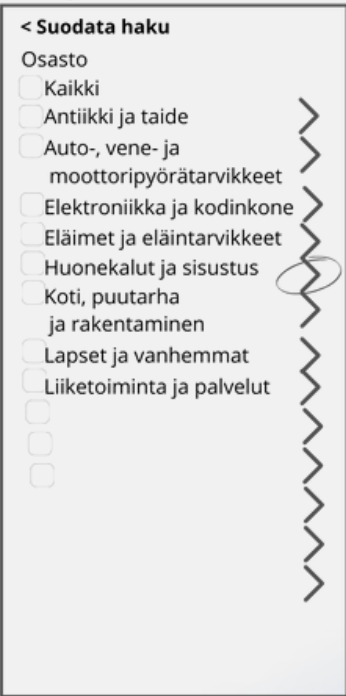 < Suodata haku
Osasto
Kaikki
Antiikki ja taide
Auto-, vene- ja
moottoripyörätarvikkeet
Elektroniikka ja kodinkone
Eläimet ja eläintarvikkeet
Huonekalut ja sisustus
Koti, puutarha
ja rakentaminen
Lapset ja vanhemmat
Liiketoiminta ja palvelut